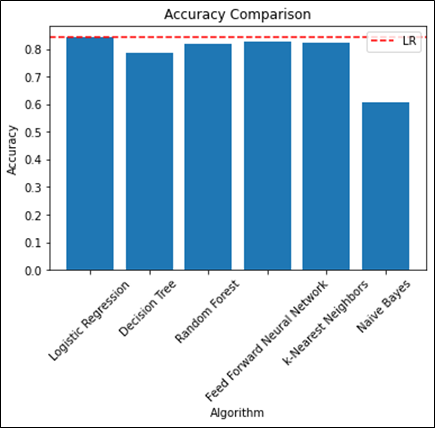 Accuracy Comparison
LR
0.8
0.7
0.6
0.5
0.4
0.3
0.2
0.1
0.0
Accuracy
Logistic Regression
Decision Tree
Random Forest
Feed Forward Neural Network
k-Nearest Neighbors
Naive Bayes
Algorithm